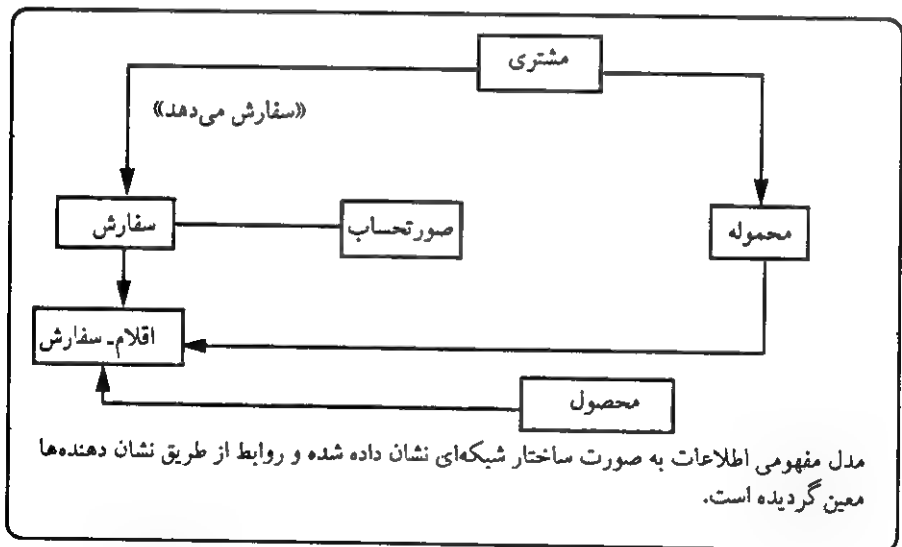 مشتری
«سفارش می‌دهد»
سفارش
صورتحساب
محموله
اقلام-سفارش
محصول
مدل مفهومی اطلاعات به صورت ساختار شبکه‌ای نشان داده شده و روابط از طریق نشان دهنده‌ها
معین گردیده است.